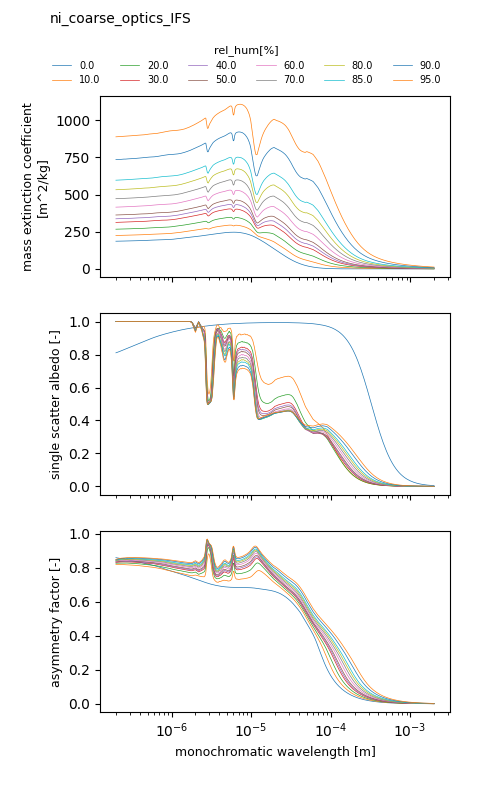 ni_coarse_optics_IFS
rel_hum[%]
0.0 20.0 40.0 60.0 80.0 90.0
10.0 30.0 50.0 70.0 85.0 95.0
mass extinction coefficient
[m^2/kg]
1000
750
500
250
0
single scatter albedo [-]
1.0
0.8
0.6
0.4
0.2
0.0
asymmetry factor [-]
1.0
0.8
0.6
0.4
0.2
0.0
10⁻⁶ 10⁻⁵ 10⁻⁴ 10⁻³
monochromatic wavelength [m]